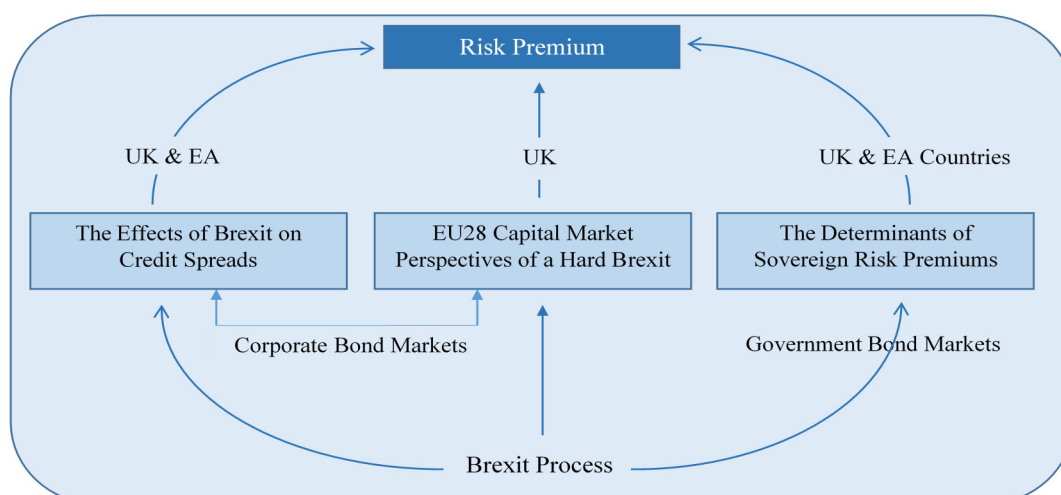 Risk Premium
UK & EA
UK
UK & EA Countries
The Effects of Brexit on
Credit Spreads
EU28 Capital Market
Perspectives of a Hard Brexit
The Determinants of
Sovereign Risk Premiums
Corporate Bond Markets
Government Bond Markets
Brexit Process